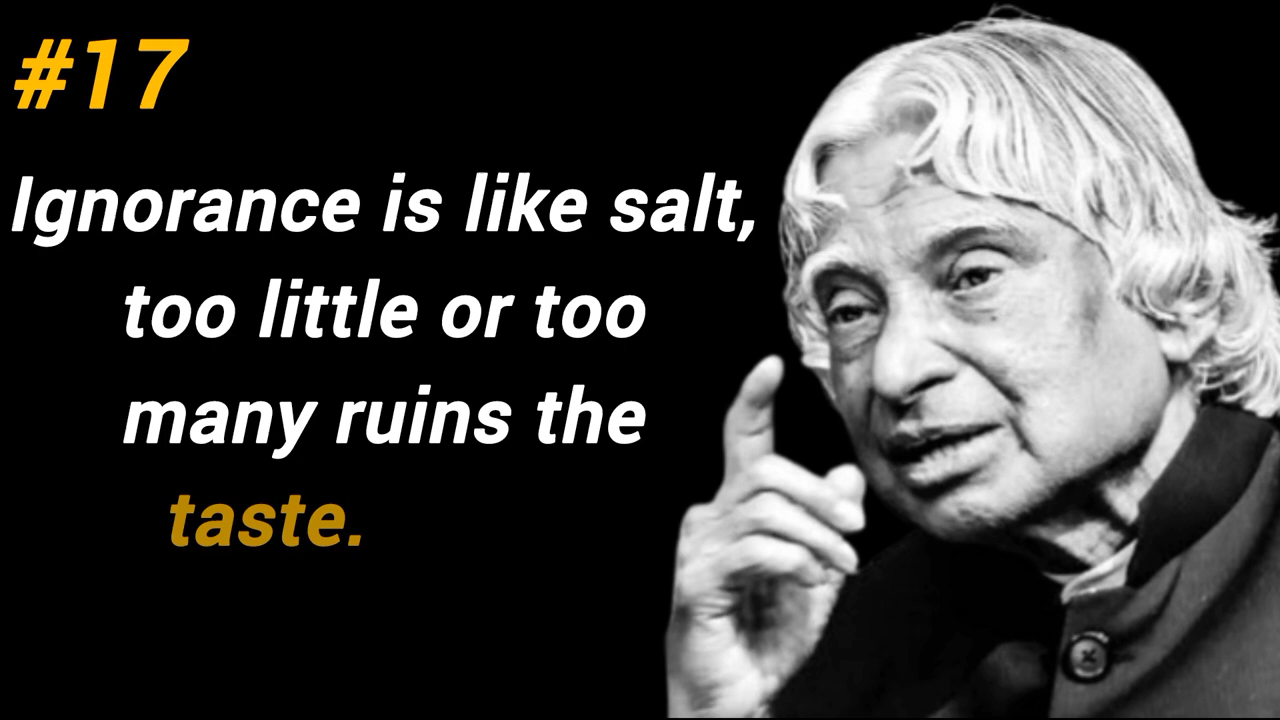 #17
Ignorance is like salt,
too little or too
many ruins the
taste.